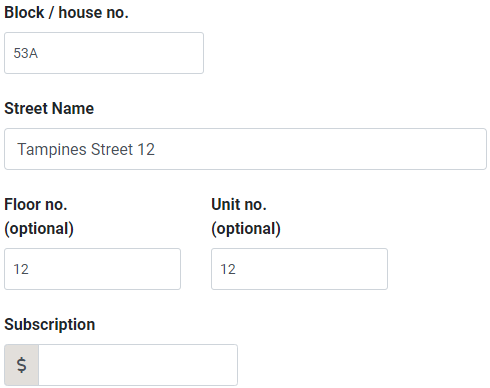 Block / house no.
53A
Street Name
Tampines Street 12
Floor no.
(optional)
Unit no.
(optional)
12
12
Subscription
$